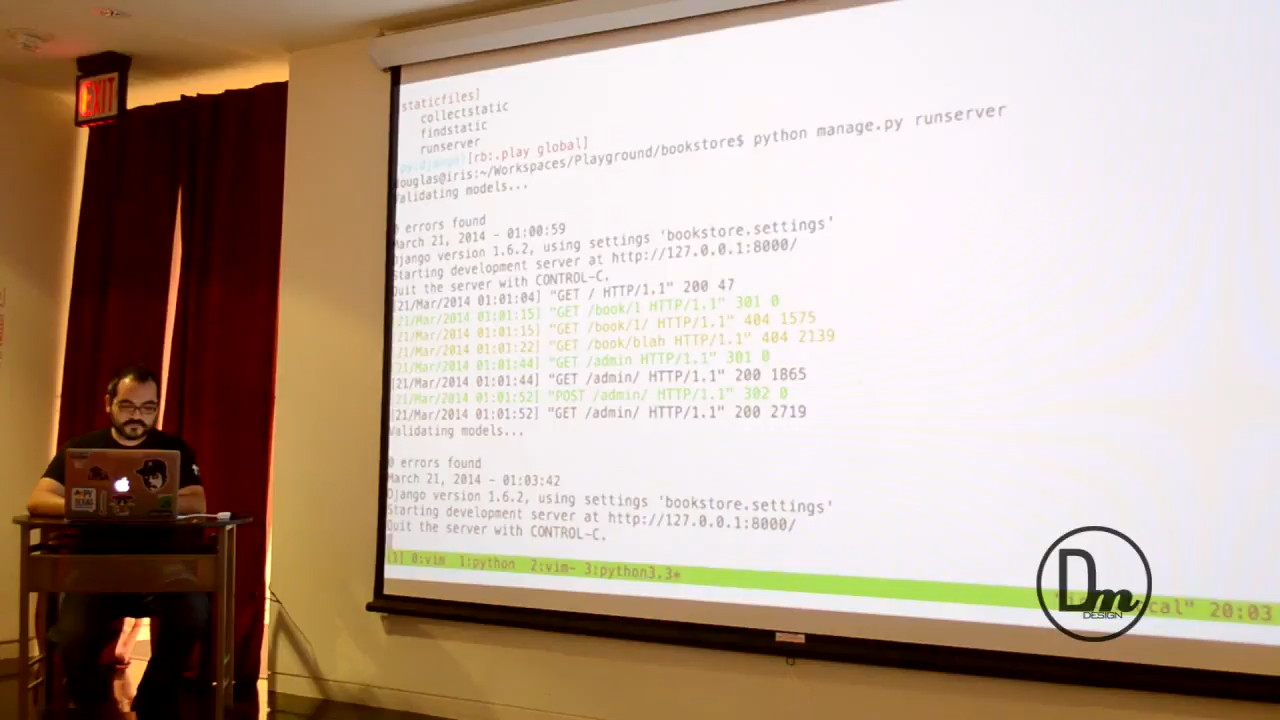 EXIT
staticfiles]
collectstatic
findstatic
runserver
[rb:.play global]
douglas@iris:~/Workspaces/Playground/bookstore$ python manage.py runserver
Validating models...
0 errors found
March 21, 2014 - 01:00:59
Django version 1.6.2, using settings 'bookstore.settings'
Starting development server at http://127.0.0.1:8000/
Quit the server with CONTROL-C.
[21/Mar/2014 01:01:04] "GET / HTTP/1.1" 200 47
[21/Mar/2014 01:01:15] "GET /book/1 HTTP/1.1" 301 0
[21/Mar/2014 01:01:15] "GET /book/1/ HTTP/1.1" 404 1575
[21/Mar/2014 01:01:22] "GET /book/blah HTTP/1.1" 404 2139
[21/Mar/2014 01:01:44] "GET /admin HTTP/1.1" 301 0
[21/Mar/2014 01:01:44] "GET /admin/ HTTP/1.1" 200 1865
[21/Mar/2014 01:01:52] "POST /admin/ HTTP/1.1" 302 0
[21/Mar/2014 01:01:52] "GET /admin/ HTTP/1.1" 200 2719
Validating models...
0 errors found
March 21, 2014 - 01:03:42
Django version 1.6.2, using settings 'bookstore.settings'
Starting development server at http://127.0.0.1:8000/
Quit the server with CONTROL-C.
[1] 0:vim 1:python 2:vim- 3:python3.3*
20:03
Dm
DESIGN